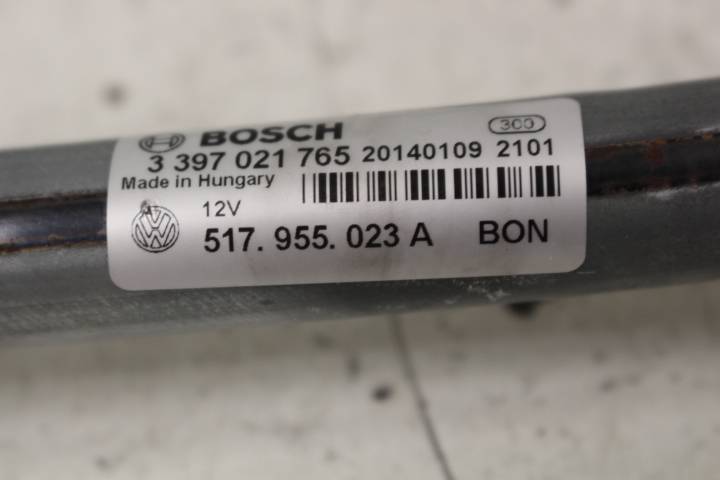 BOSCH 300
3 397 021 765 20140109 2101
Made in Hungary
12V
517. 955. 023 A BON